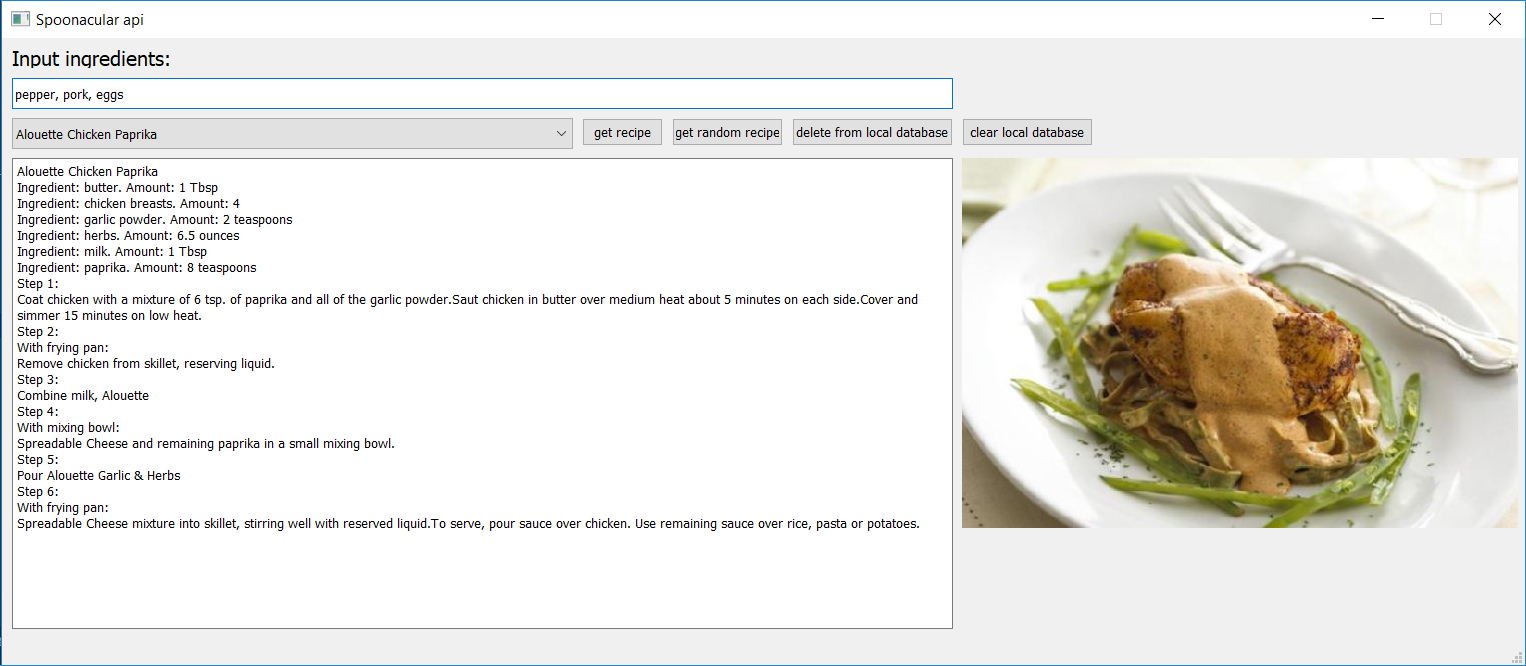 Spoonacular api
Input ingredients:
pepper, pork, eggs
Alouette Chicken Paprika
get recipe
get random recipe
delete from local database
clear local database
Alouette Chicken Paprika
Ingredient: butter. Amount: 1 Tbsp
Ingredient: chicken breasts. Amount: 4
Ingredient: garlic powder. Amount: 2 teaspoons
Ingredient: herbs. Amount: 6.5 ounces
Ingredient: milk. Amount: 1 Tbsp
Ingredient: paprika. Amount: 8 teaspoons
Step 1:
Coat chicken with a mixture of 6 tsp. of paprika and all of the garlic powder.Saut chicken in butter over medium heat about 5 minutes on each side.Cover and
simmer 15 minutes on low heat.
Step 2:
With frying pan:
Remove chicken from skillet, reserving liquid.
Step 3:
Combine milk, Alouette
Step 4:
With mixing bowl:
Spreadable Cheese and remaining paprika in a small mixing bowl.
Step 5:
Pour Alouette Garlic & Herbs
Step 6:
With frying pan:
Spreadable Cheese mixture into skillet, stirring well with reserved liquid.To serve, pour sauce over chicken. Use remaining sauce over rice, pasta or potatoes.